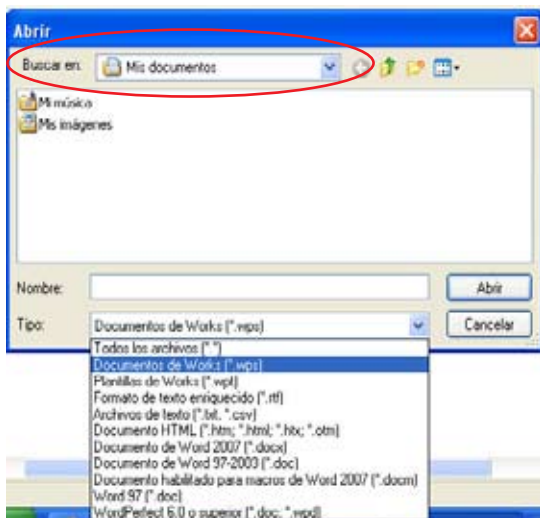 Abrir
Buscar en: Mis documentos
Mi música
Mis imágenes
Nombre: Abrir
Tipo: Documentos de Works (*.wps) Cancelar
Todos los archivos (*.*)
Documentos de Works (*.wps)
Plantillas de Works (*.wpt)
Formato de texto enriquecido (*.rtf)
Archivos de texto (*.txt, *.csv)
Documento HTML (*.htm; *.html; *.htx; *.otm)
Documento de Word 2007 (*.docx)
Documento de Word 97-2003 (*.doc)
Documento habilitado para macros de Word 2007 (*.docm)
Word 97 (*.doc)
WordPerfect 6.0 o superior (*.doc; *.wpd)